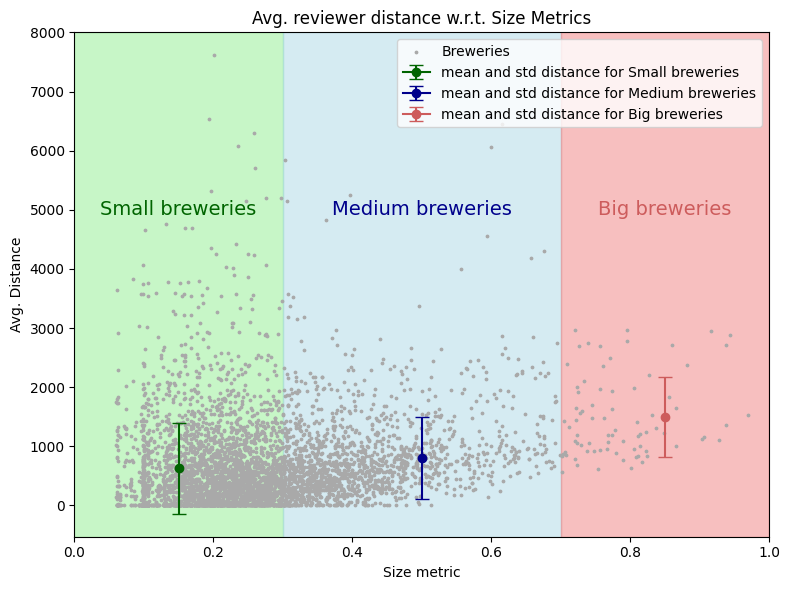 Avg. reviewer distance w.r.t. Size Metrics
8000
7000
6000
5000
4000
3000
2000
1000
0
Avg. Distance
Breweries
mean and std distance for Small breweries
mean and std distance for Medium breweries
mean and std distance for Big breweries
Small breweries
Medium breweries
Big breweries
0.0
0.2
0.4
0.6
0.8
1.0
Size metric